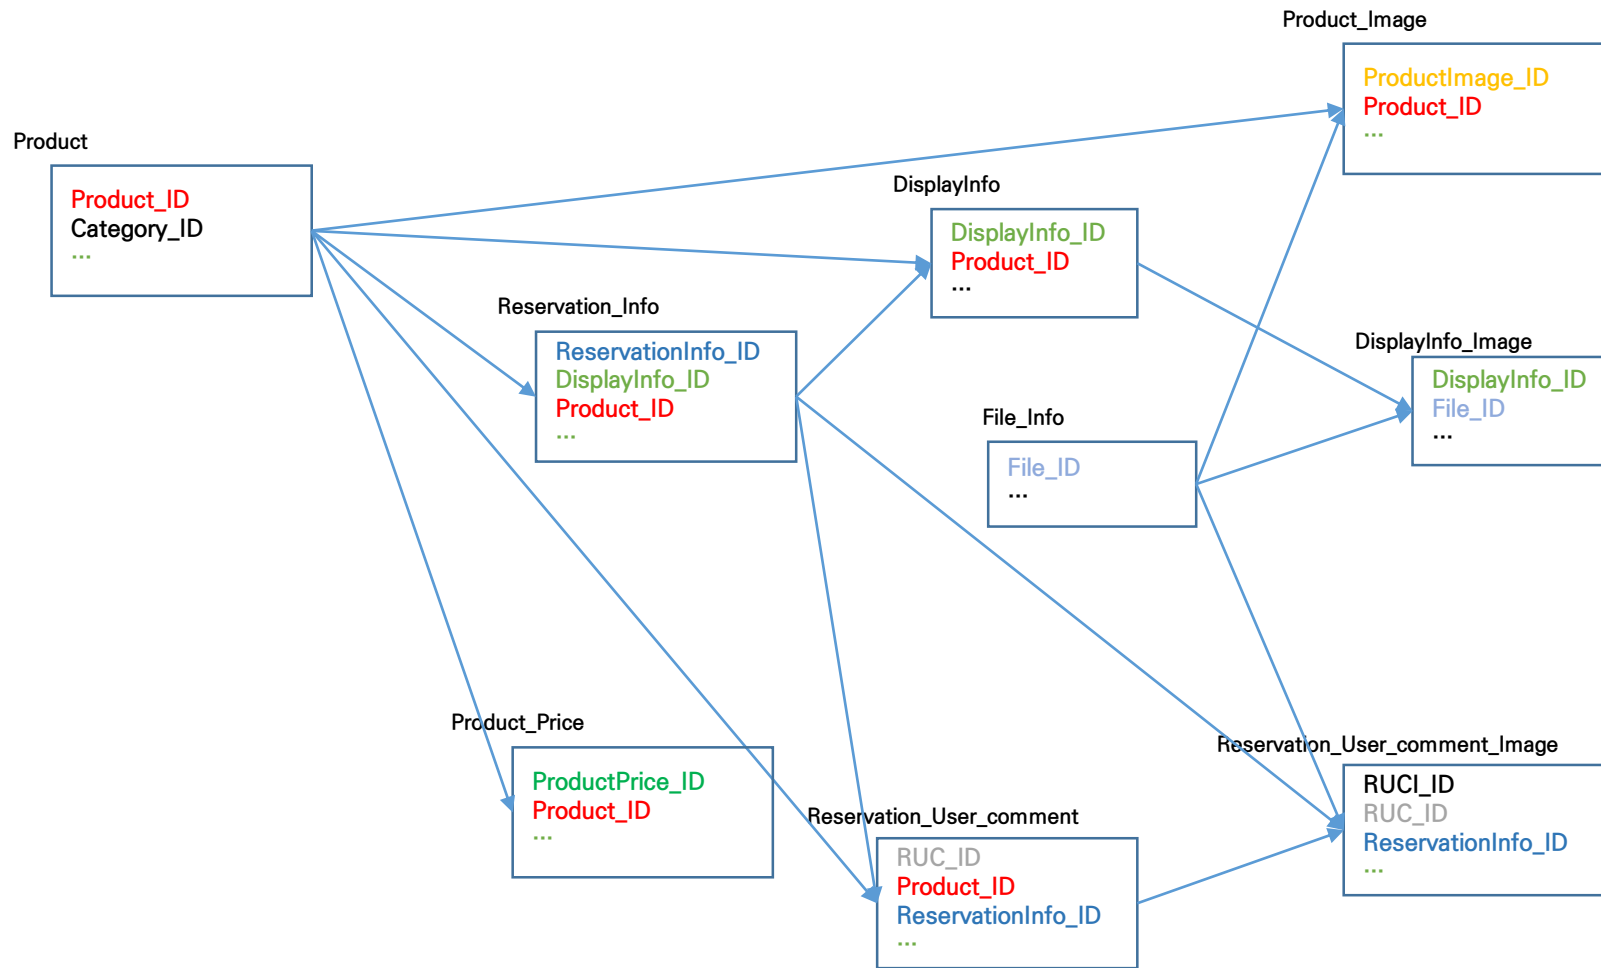 Product_Image
ProductImage_ID
Product_ID
...
Product
Product_ID
Category_ID
...
DisplayInfo
DisplayInfo_ID
Product_ID
...
Reservation_Info
ReservationInfo_ID
DisplayInfo_ID
Product_ID
...
DisplayInfo_Image
DisplayInfo_ID
File_ID
...
File_Info
File_ID
...
Product_Price
ProductPrice_ID
Product_ID
...
Reservation_User_comment_Image
RUCI_ID
RUC_ID
ReservationInfo_ID
...
Reservation_User_comment
RUC_ID
Product_ID
ReservationInfo_ID
...